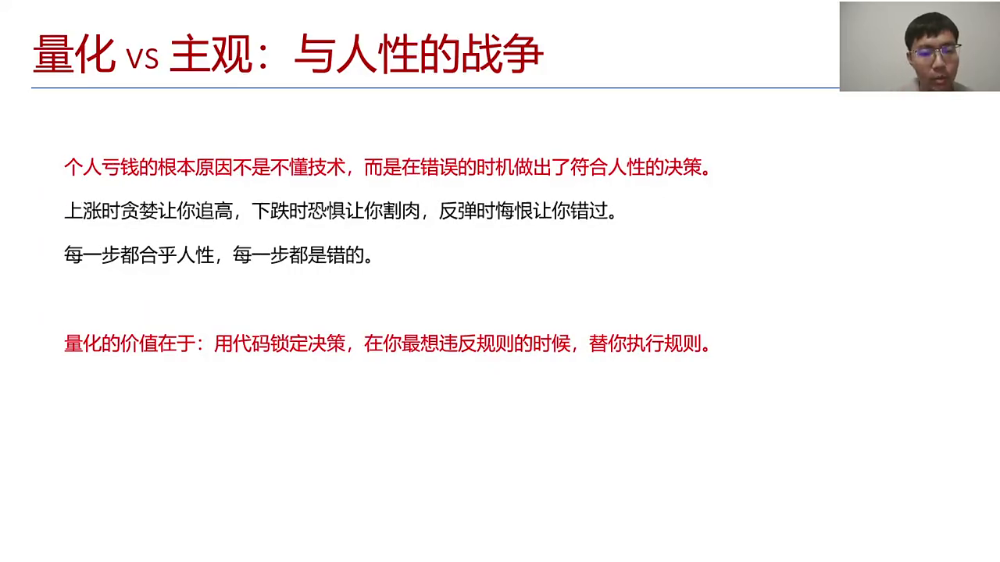 量化 vs 主观：与人性的战争
个人亏钱的根本原因不是不懂技术，而是在错误的时机做出了符合人性的决策。
上涨时贪婪让你追高，下跌时恐惧让你割肉，反弹时悔恨让你错过。
每一步都合乎人性，每一步都是错的。
量化的价值在于：用代码锁定决策，在你最想违反规则的时候，替你执行规则。